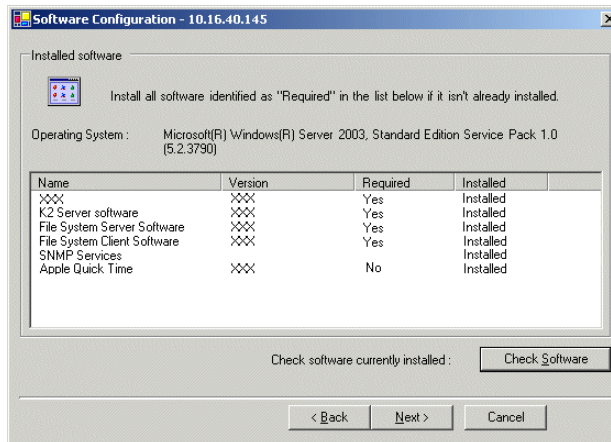 Software Configuration - 10.16.40.145
Installed software
Install all software identified as "Required" in the list below if it isn't already installed.
Operating System : Microsoft(R) Windows(R) Server 2003, Standard Edition Service Pack 1.0
(5.2.3790)
Name Version Required Installed
XXX XXX Yes Installed
K2 Server software XXX Yes Installed
File System Server Software XXX Yes Installed
File System Client Software XXX Yes Installed
SNMP Services Installed
Apple Quick Time XXX No Installed
Check software currently installed : Check Software
< Back Next > Cancel